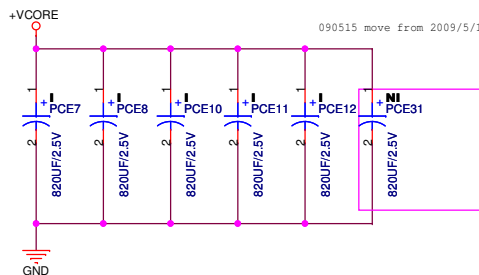 +VCORE
090515 move from 2009/5/1
1 I PCE7 2 820UF/2.5V
1 I PCE8 2 820UF/2.5V
1 I PCE10 2 820UF/2.5V
1 I PCE11 2 820UF/2.5V
1 I PCE12 2 820UF/2.5V
1 NI PCE31 2 820UF/2.5V
GND